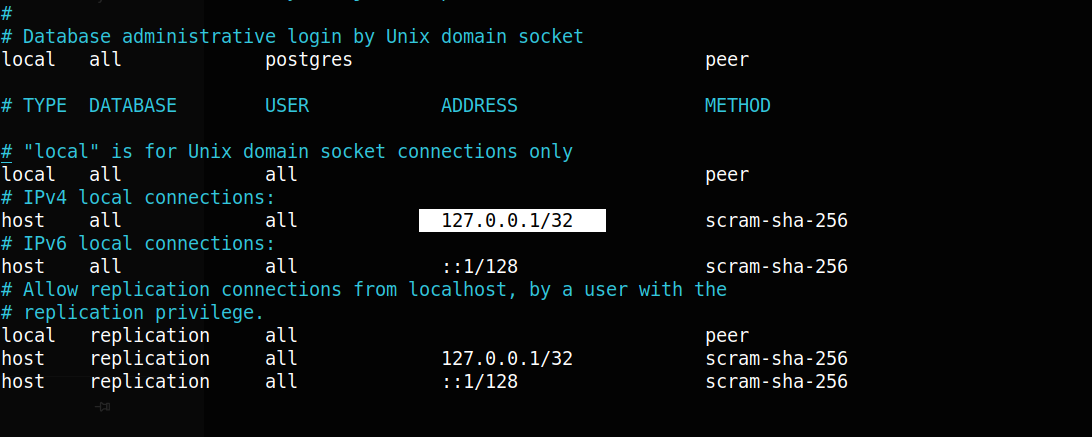 #
# Database administrative login by Unix domain socket
local   all             postgres                                peer
# TYPE  DATABASE        USER            ADDRESS                 METHOD
# "local" is for Unix domain socket connections only
local   all             all                                     peer
# IPv4 local connections:
host    all             all             127.0.0.1/32            scram-sha-256
# IPv6 local connections:
host    all             all             ::1/128                 scram-sha-256
# Allow replication connections from localhost, by a user with the
# replication privilege.
local   replication     all                                     peer
host    replication     all             127.0.0.1/32            scram-sha-256
host    replication     all             ::1/128                 scram-sha-256